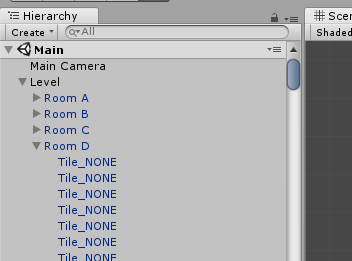 Hierarchy
Create All
Main
Main Camera
Level
Room A
Room B
Room C
Room D
Tile_NONE
Tile_NONE
Tile_NONE
Tile_NONE
Tile_NONE
Tile_NONE
Tile_NONE
Scen
Shaded